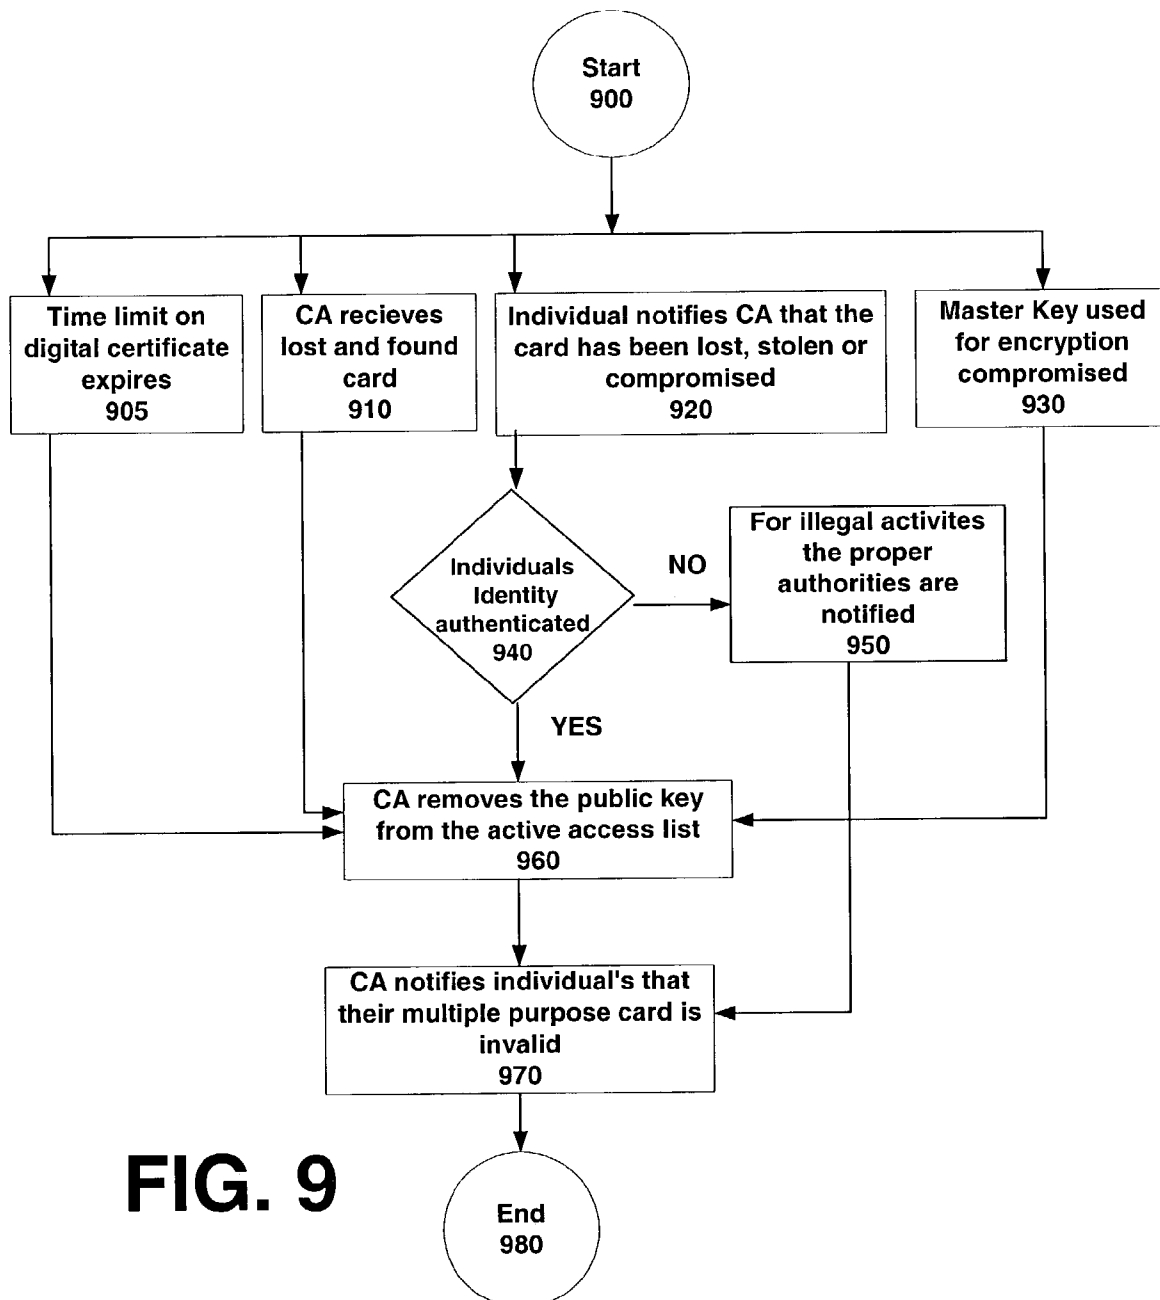 Start
900
Time limit on
digital certificate
expires
905
CA recieves
lost and found
card
910
Individual notifies CA that the
card has been lost, stolen or
compromised
920
Master Key used
for encryption
compromised
930
Individuals
Identity
authenticated
940
NO
For illegal activites
the proper
authorities are
notified
950
YES
CA removes the public key
from the active access list
960
CA notifies individual's that
their multiple purpose card is
invalid
970
FIG. 9
End
980